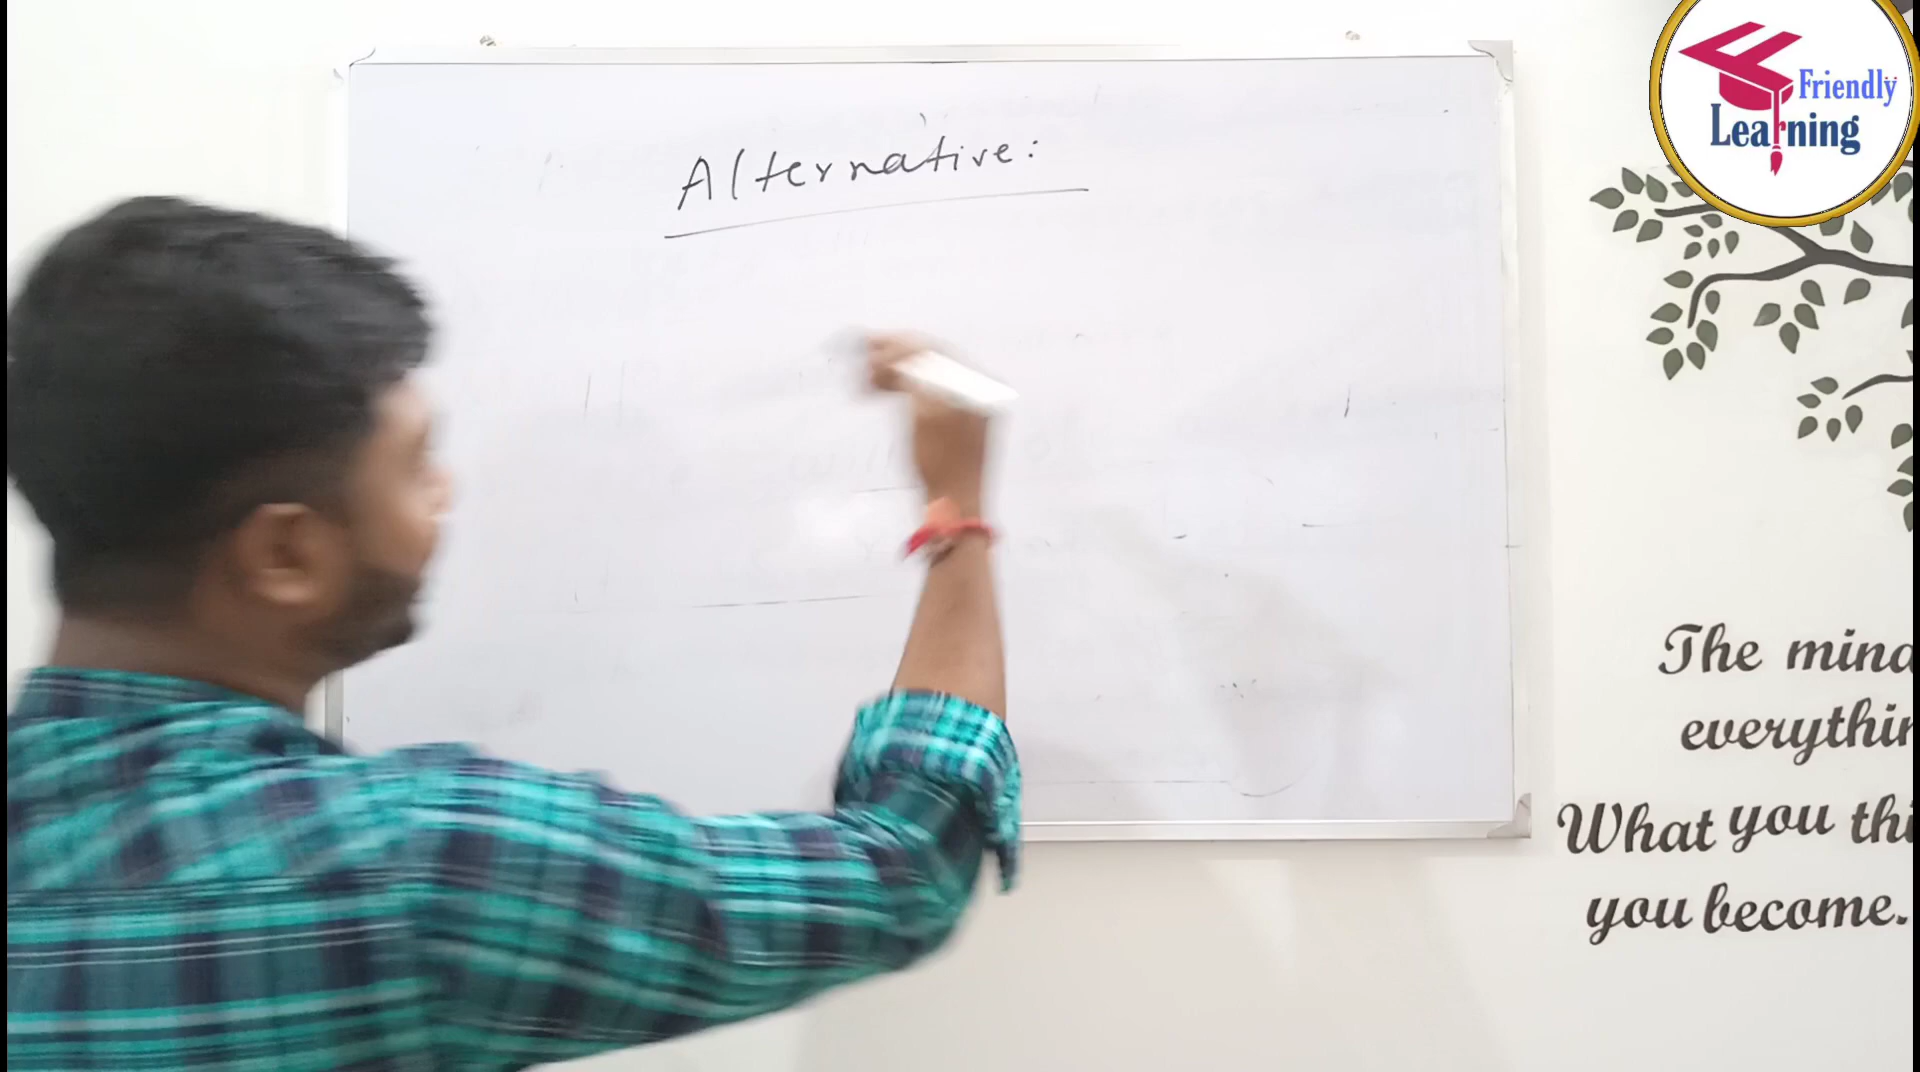 Alternative:
Friendly
Learning
The mind
everythin
What you thi
you become.